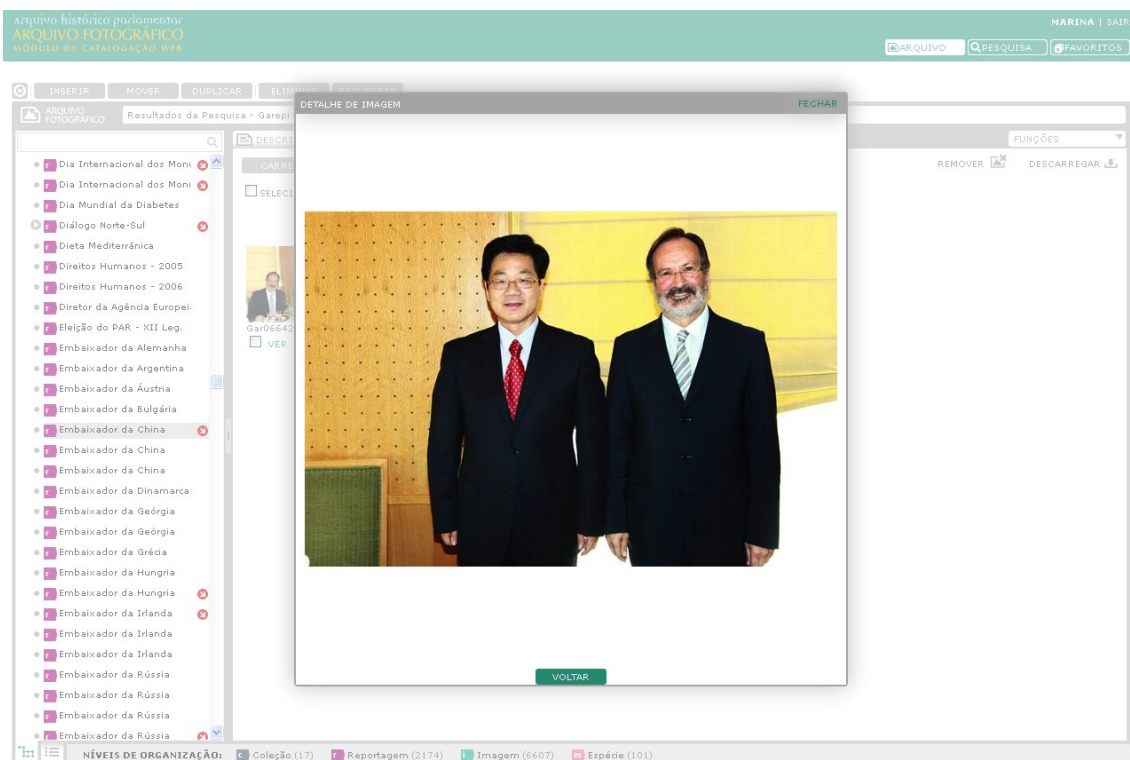 Arquivo histórico parlamentar
ARQUIVO FOTOGRÁFICO
MÓDULO DE CATALOGAÇÃO WEB
MARINA | SAIR
ARQUIVO
PESQUISA
FAVORITOS
INSERIR
MOVER
DUPLICAR
DETALHE DE IMAGEM
FECHAR
ARQUIVO
FOTOGRÁFICO
Resultados da Pesquisa > Garepi
DESCRI
FUNÇÕES
CARRE
REMOVER
DESCARREGAR
SELECI
Gar06642
VER
Dia Internacional dos Monu
Dia Internacional dos Monu
Dia Mundial da Diabetes
Diálogo Norte-Sul
Dieta Mediterrânica
Direitos Humanos - 2005
Direitos Humanos - 2006
Diretor da Agência Europei
Eleição do PAR - XII Leg.
Embaixador da Alemanha
Embaixador da Argentina
Embaixador da Áustria
Embaixador da Bulgária
Embaixador da China
Embaixador da China
Embaixador da China
Embaixador da Dinamarca
Embaixador da Geórgia
Embaixador da Geórgia
Embaixador da Grécia
Embaixador da Hungria
Embaixador da Hungria
Embaixador da Irlanda
Embaixador da Irlanda
Embaixador da Irlanda
Embaixador da Rússia
Embaixador da Rússia
Embaixador da Rússia
Embaixador da Rússia
VOLTAR
NÍVEIS DE ORGANIZAÇÃO:
Coleção (17)
Reportagem (2174)
Imagem (6607)
Espécie (101)